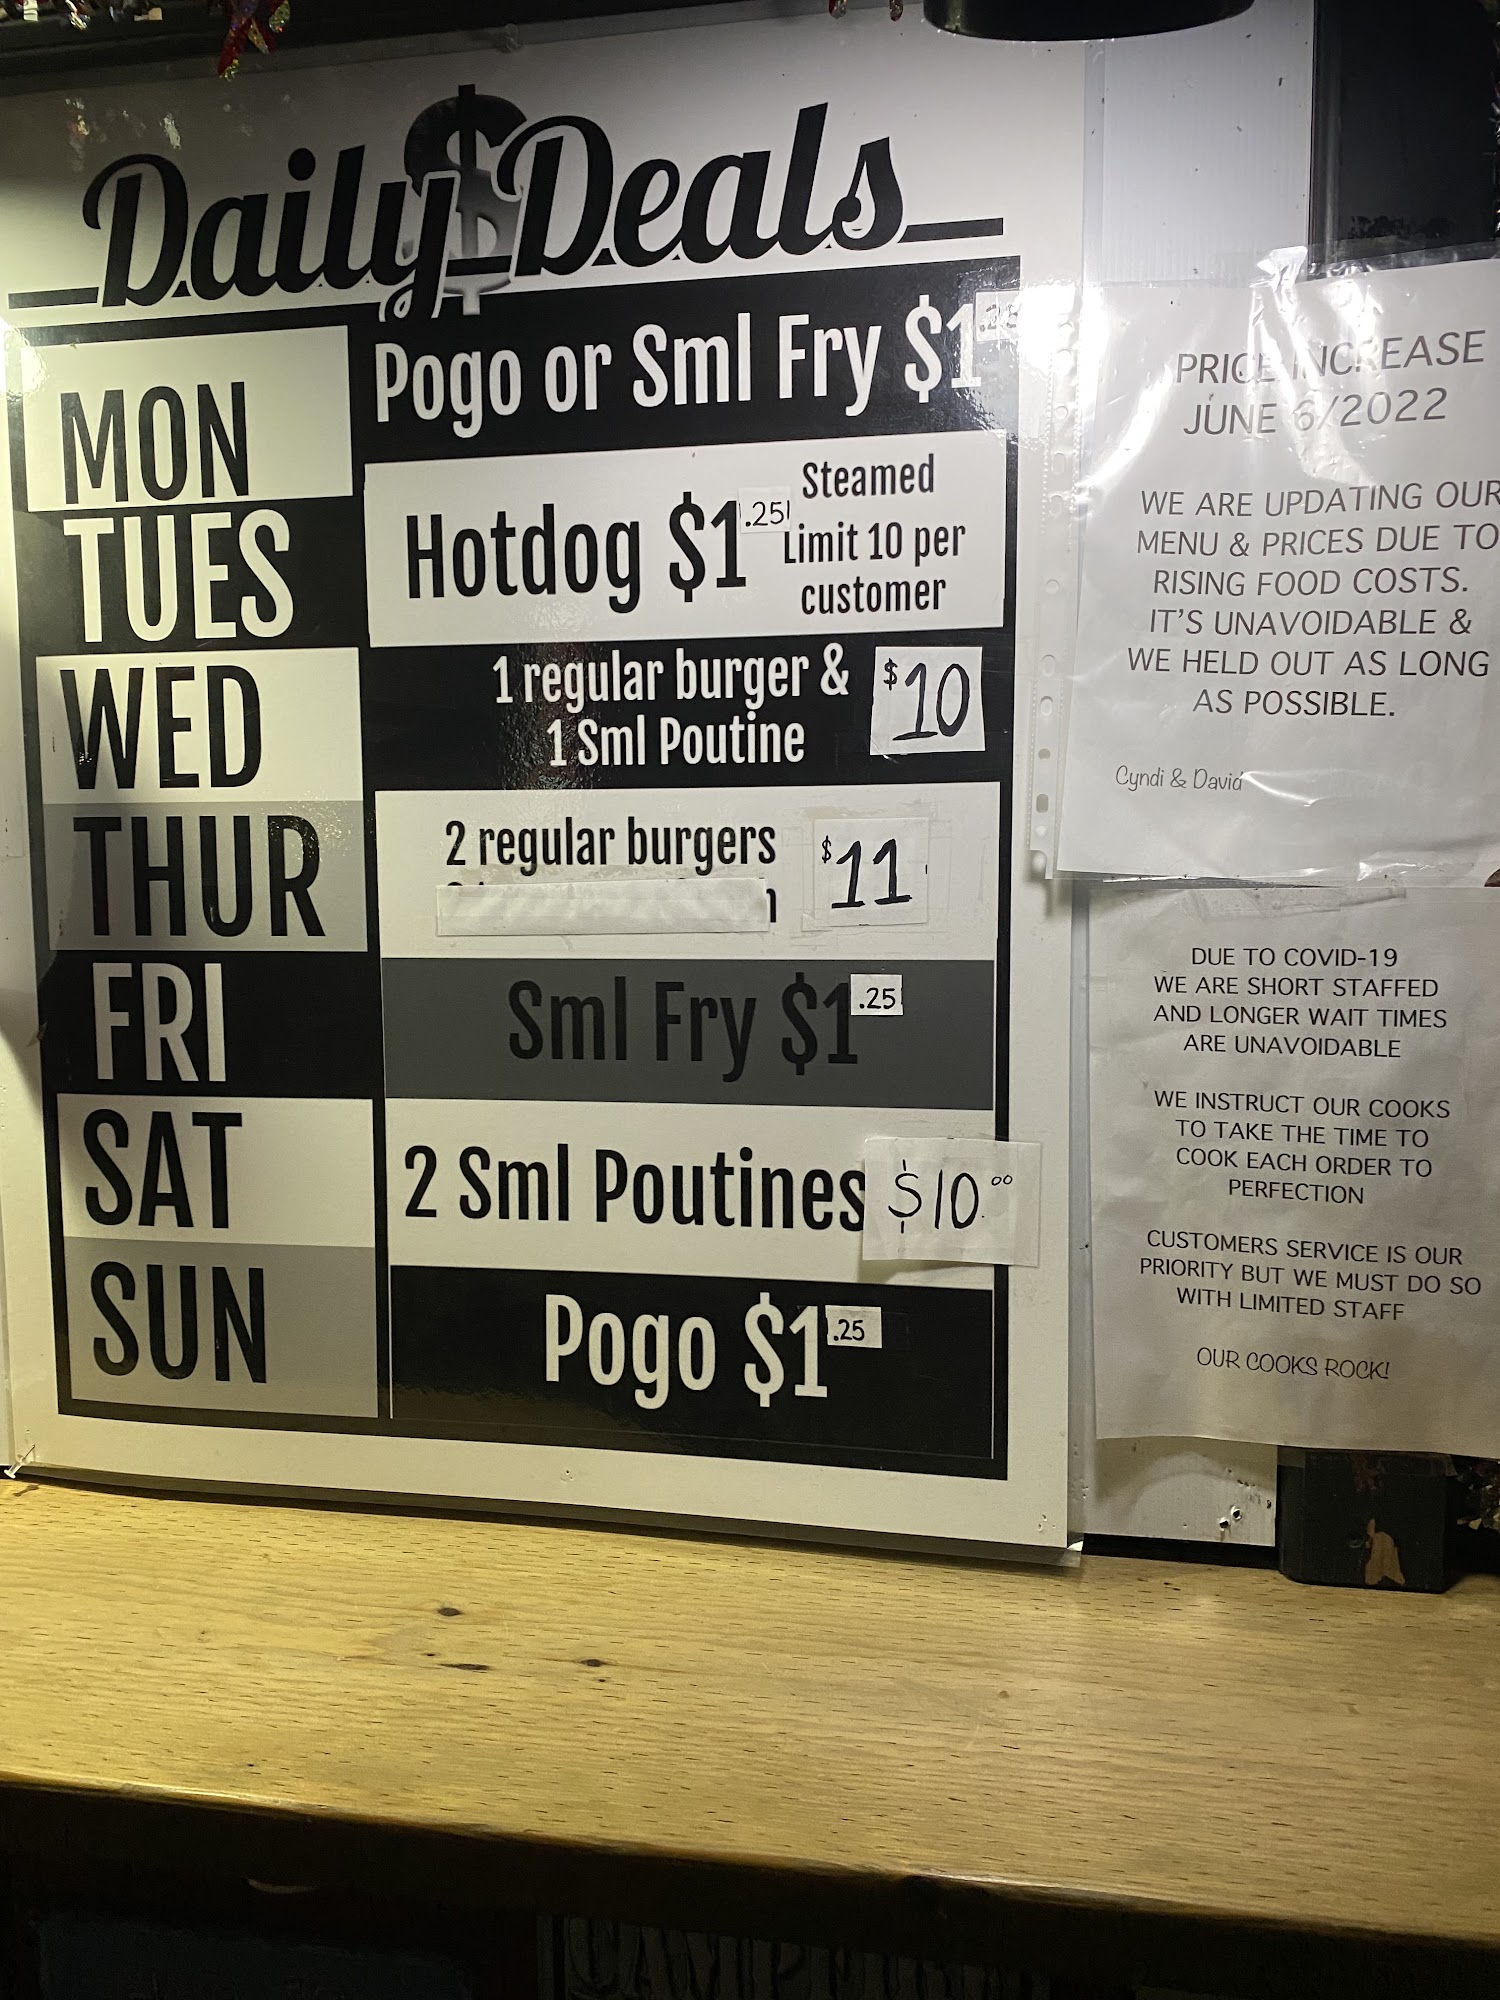 Daily $ Deals
MON
Pogo or Sml Fry $1 .25
TUES
Hotdog $1 .25
Steamed
Limit 10 per
customer
WED
1 regular burger &
1 Sml Poutine
$10
THUR
2 regular burgers
$11
FRI
Sml Fry $1 .25
SAT
2 Sml Poutines $10.00
SUN
Pogo $1 .25
PRICE INCREASE
JUNE 6/2022
WE ARE UPDATING OUR
MENU & PRICES DUE TO
RISING FOOD COSTS.
IT'S UNAVOIDABLE &
WE HELD OUT AS LONG
AS POSSIBLE.
Cyndi & David
DUE TO COVID-19
WE ARE SHORT STAFFED
AND LONGER WAIT TIMES
ARE UNAVOIDABLE
WE INSTRUCT OUR COOKS
TO TAKE THE TIME TO
COOK EACH ORDER TO
PERFECTION
CUSTOMERS SERVICE IS OUR
PRIORITY BUT WE MUST DO SO
WITH LIMITED STAFF
OUR COOKS ROCK!